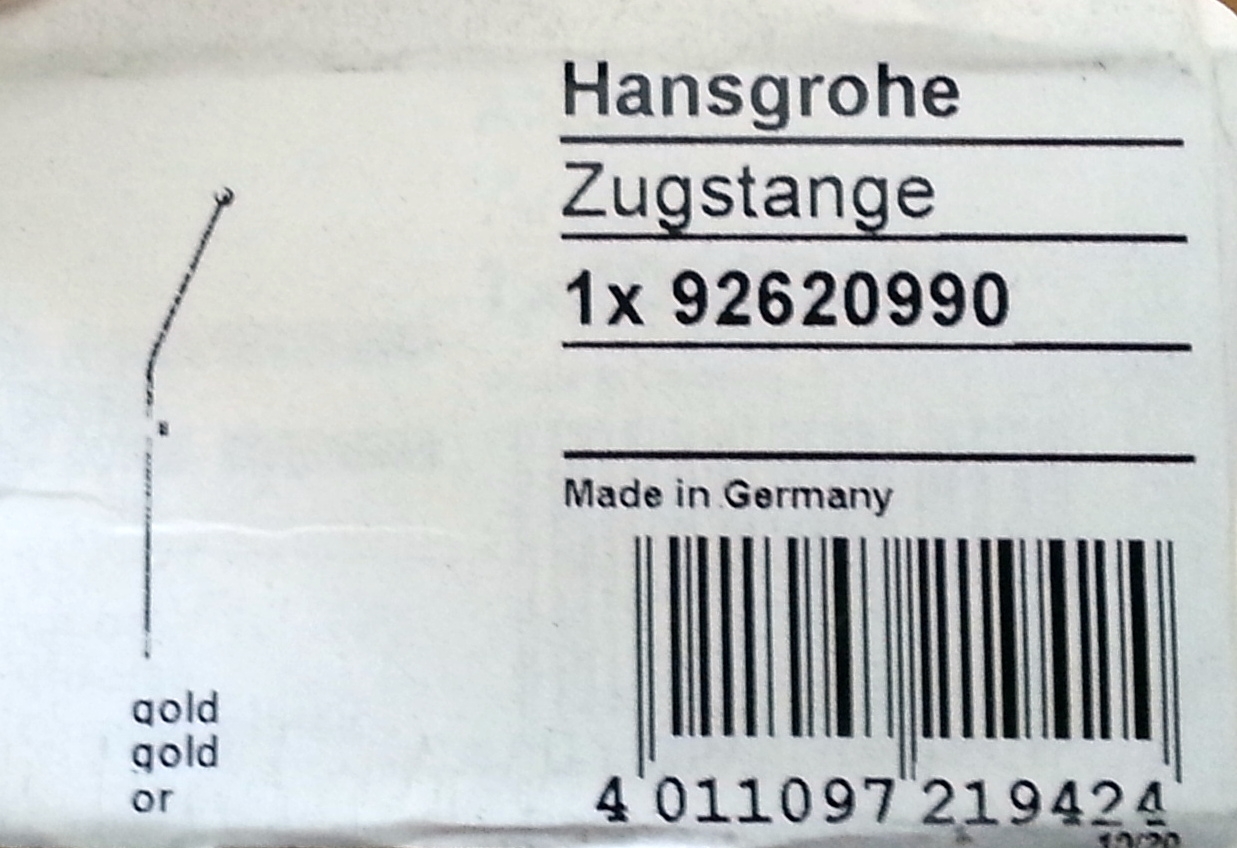 Hansgrohe
Zugstange
1x 92620990
Made in Germany
4 011097 219424
gold
gold
or